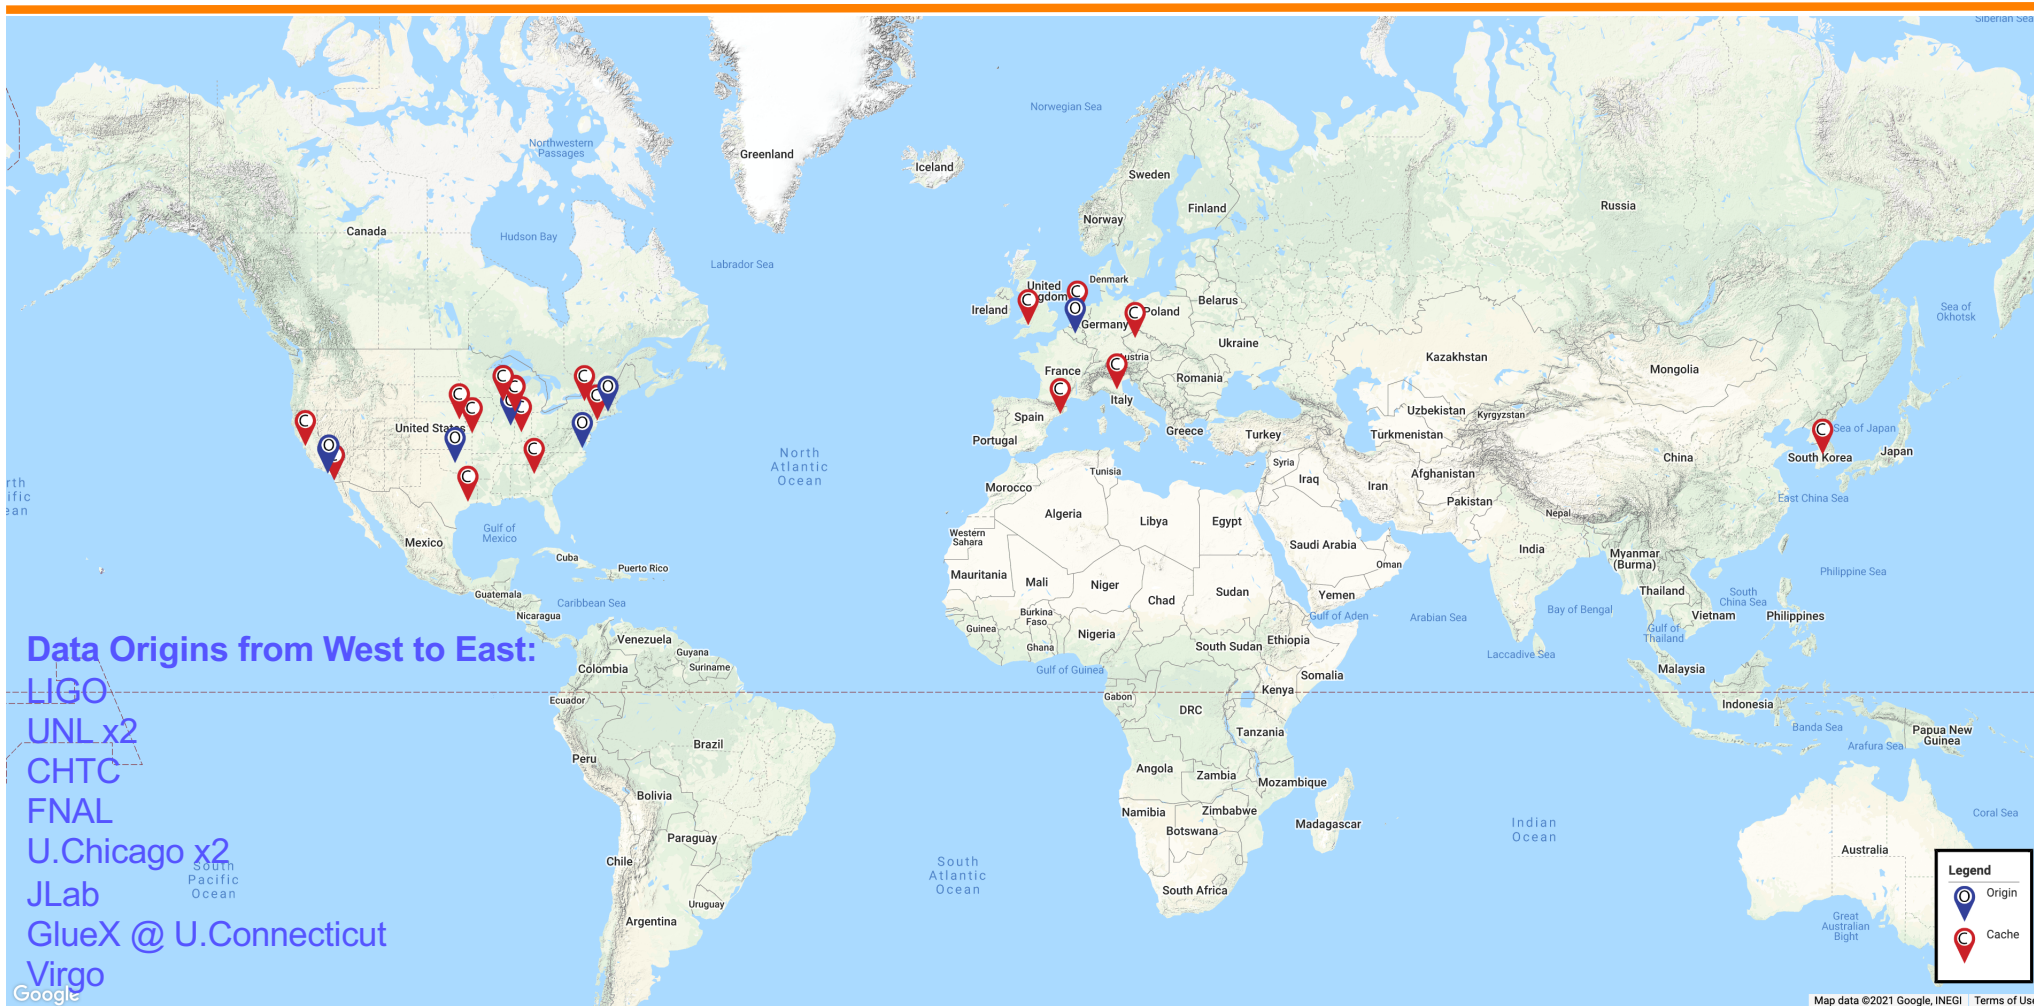 Siberian Sea
Norwegian Sea
Northwestern
Passages
Greenland
Iceland
Sweden
Finland
Norway
Russia
Canada
Hudson Bay
Labrador Sea
Denmark
United
Kingdom
Ireland
Belarus
Poland
Germany
Sea of
Okhotsk
Ukraine
Kazakhstan
Austria
France
Mongolia
Romania
Italy
Uzbekistan
Kyrgyzstan
Spain
United States
Greece
Turkey
Turkmenistan
Sea of Japan
Portugal
Japan
North
Atlantic
Ocean
South Korea
China
Syria
Tunisia
Iraq
Iran
Afghanistan
Morocco
Pakistan
East China Sea
Algeria
Libya
Egypt
Nepal
Gulf of
Mexico
Western
Sahara
Mexico
Saudi Arabia
India
Myanmar
(Burma)
Cuba
Puerto Rico
Oman
Mauritania
Mali
Niger
Chad
Sudan
Yemen
Thailand
South
China Sea
Philippine Sea
Guatemala
Caribbean Sea
Nicaragua
Burkina
Faso
Gulf of Aden
Arabian Sea
Bay of Bengal
Vietnam
Philippines
Guinea
Nigeria
Gulf of
Thailand
Venezuela
Ghana
South Sudan
Ethiopia
Laccadive Sea
Guyana
Colombia
Suriname
Gulf of Guinea
Malaysia
Somalia
Kenya
Ecuador
Gabon
Indonesia
DRC
Tanzania
Banda Sea
Papua New
Guinea
Arafura Sea
Brazil
Peru
Angola
Zambia
Mozambique
Bolivia
Namibia
Zimbabwe
Botswana
Madagascar
Indian
Ocean
Coral Sea
Paraguay
Chile
Australia
South
Pacific
Ocean
South
Atlantic
Ocean
South Africa
Uruguay
Argentina
Great
Australian
Bight
Data Origins from West to East:
LIGO
UNL x2
CHTC
FNAL
U.Chicago x2
JLab
GlueX @ U.Connecticut
Virgo
Legend
O Origin
C Cache
Google
Map data ©2021 Google, INEGI
Terms of Use